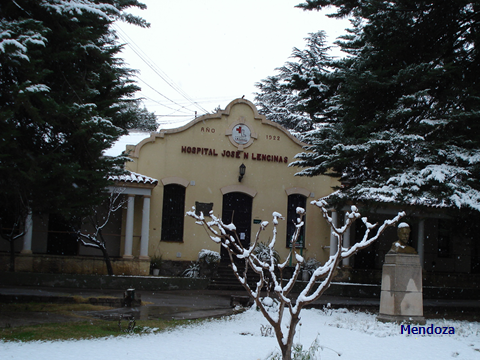 AÑO 1922
HOSPITAL JOSÉ N LENCINAS
Mendoza